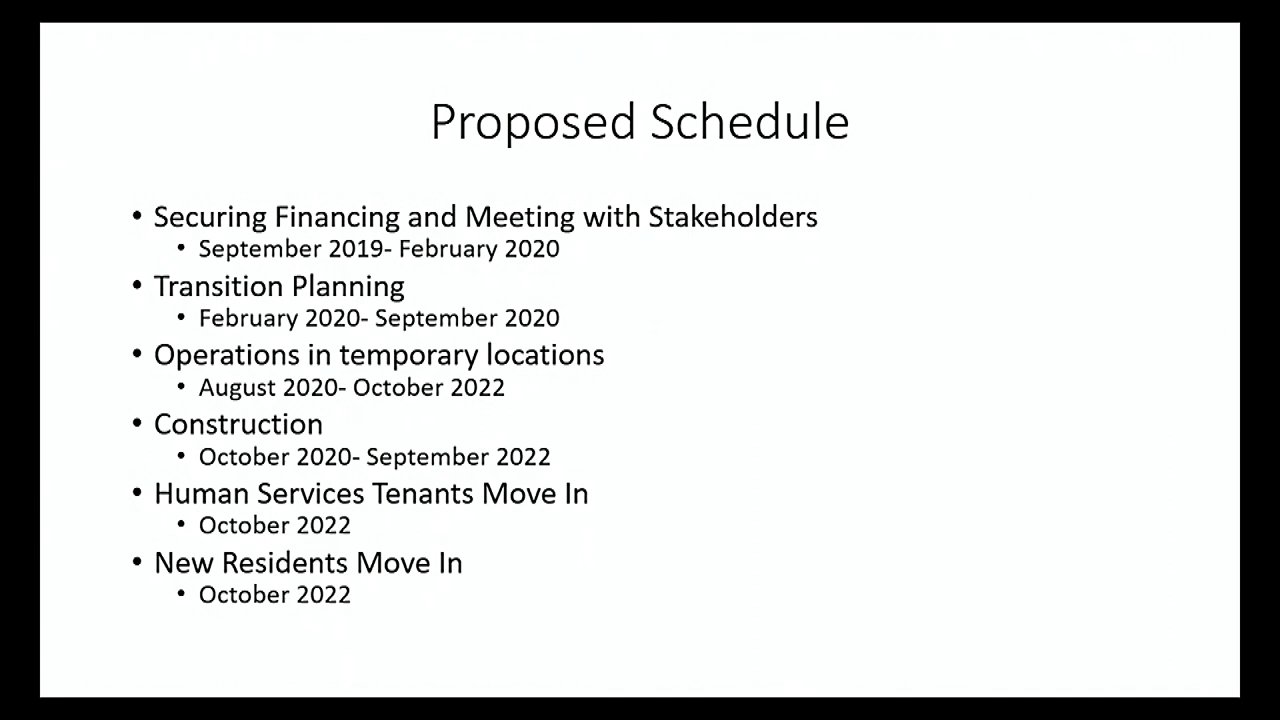 Proposed Schedule
• Securing Financing and Meeting with Stakeholders
• September 2019- February 2020
• Transition Planning
• February 2020- September 2020
• Operations in temporary locations
• August 2020- October 2022
• Construction
• October 2020- September 2022
• Human Services Tenants Move In
• October 2022
• New Residents Move In
• October 2022